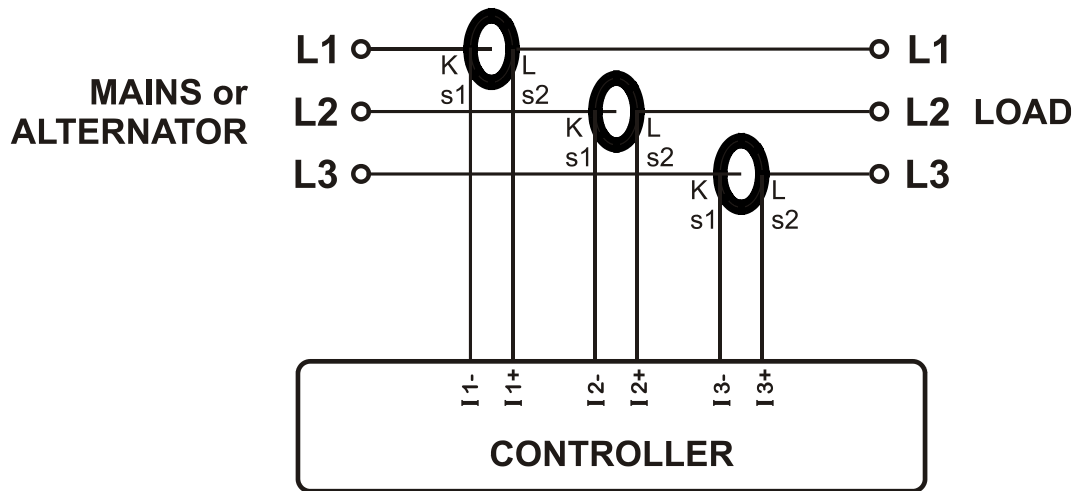 L1 L1
K L
s1 s2
MAINS or
ALTERNATOR
L2 L2 LOAD
K L
s1 s2
L3 L3
K L
s1 s2
I1- I1+ I2- I2+ I3- I3+
CONTROLLER